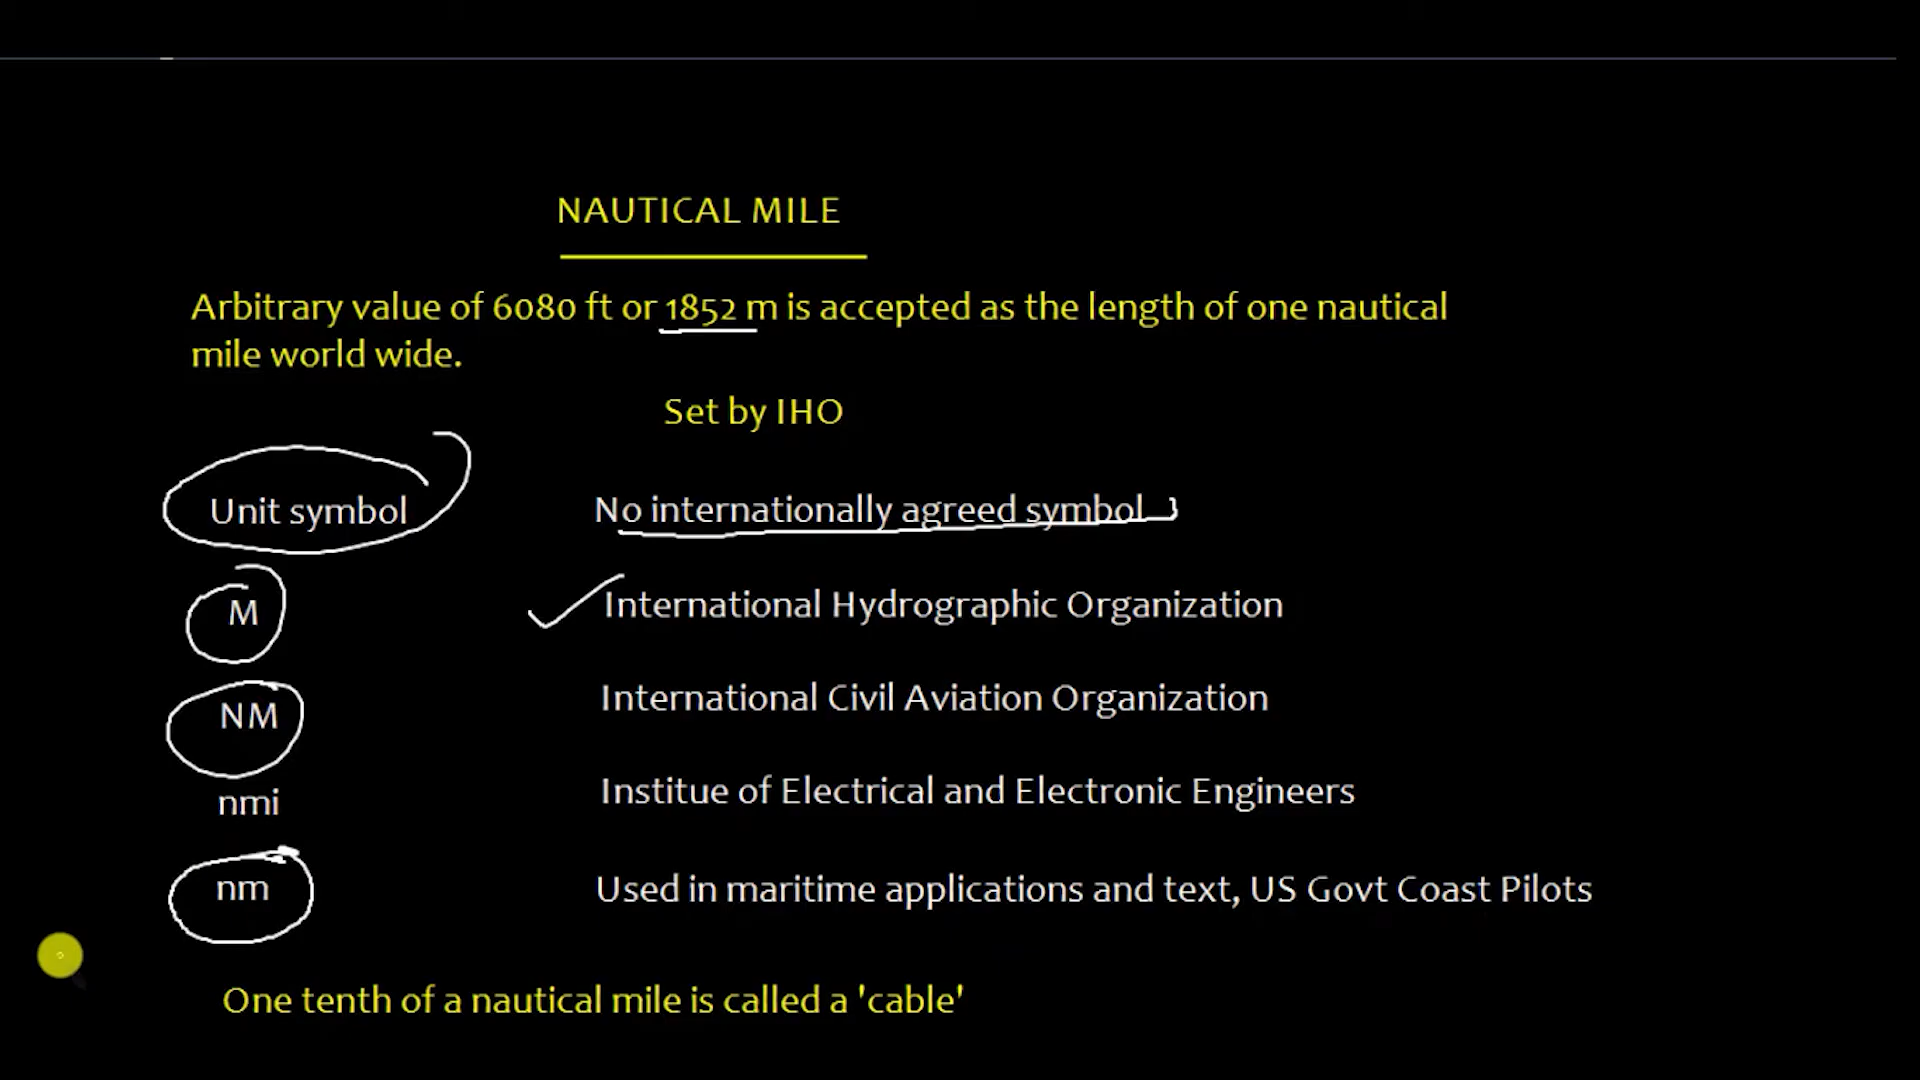 NAUTICAL MILE
Arbitrary value of 6080 ft or 1852 m is accepted as the length of one nautical
mile world wide.
Set by IHO
Unit symbol No internationally agreed symbol
M International Hydrographic Organization
NM International Civil Aviation Organization
nmi Institue of Electrical and Electronic Engineers
nm Used in maritime applications and text, US Govt Coast Pilots
One tenth of a nautical mile is called a 'cable'